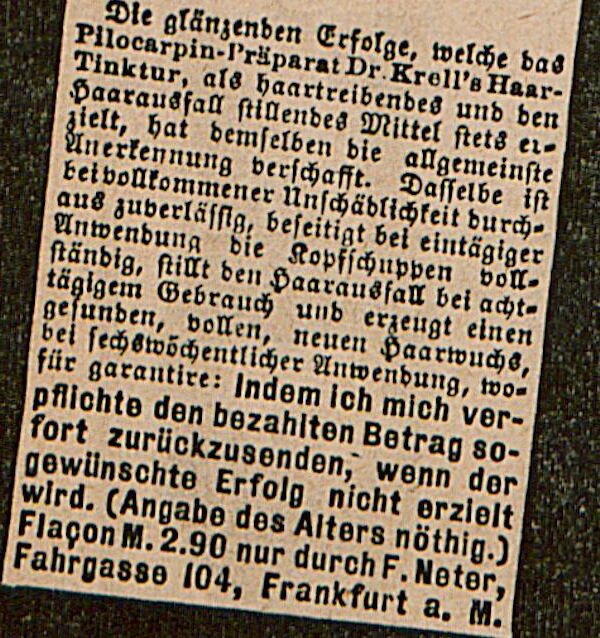 Die glänzenden Erfolge, welche das
Pilocarpin-Präparat Dr. Kroll's Haar-
Tinktur, als haartreibendes und den
Haarausfall stillendes Mittel stets er-
zielt, hat demselben die allgemeinste
Anerkennung verschafft. Dasselbe ist
bei vollkommener Unschädlichkeit durch-
aus zuverlässig, beseitigt bei eintägiger
Anwendung die Kopfschuppen voll-
ständig, stillt den Haarausfall bei acht-
tägigem Gebrauch und erzeugt einen
gesunden, vollen, neuen Haarwuchs,
bei sechswöchentlicher Anwendung, wo-
für garantire: Indem ich mich ver-
pflichte den bezahlten Betrag so-
fort zurückzusenden, wenn der
gewünschte Erfolg nicht erzielt
wird. (Angabe des Alters nöthig.)
Flaçon M. 2.90 nur durch F. Neter,
Fahrgasse 104, Frankfurt a. M.